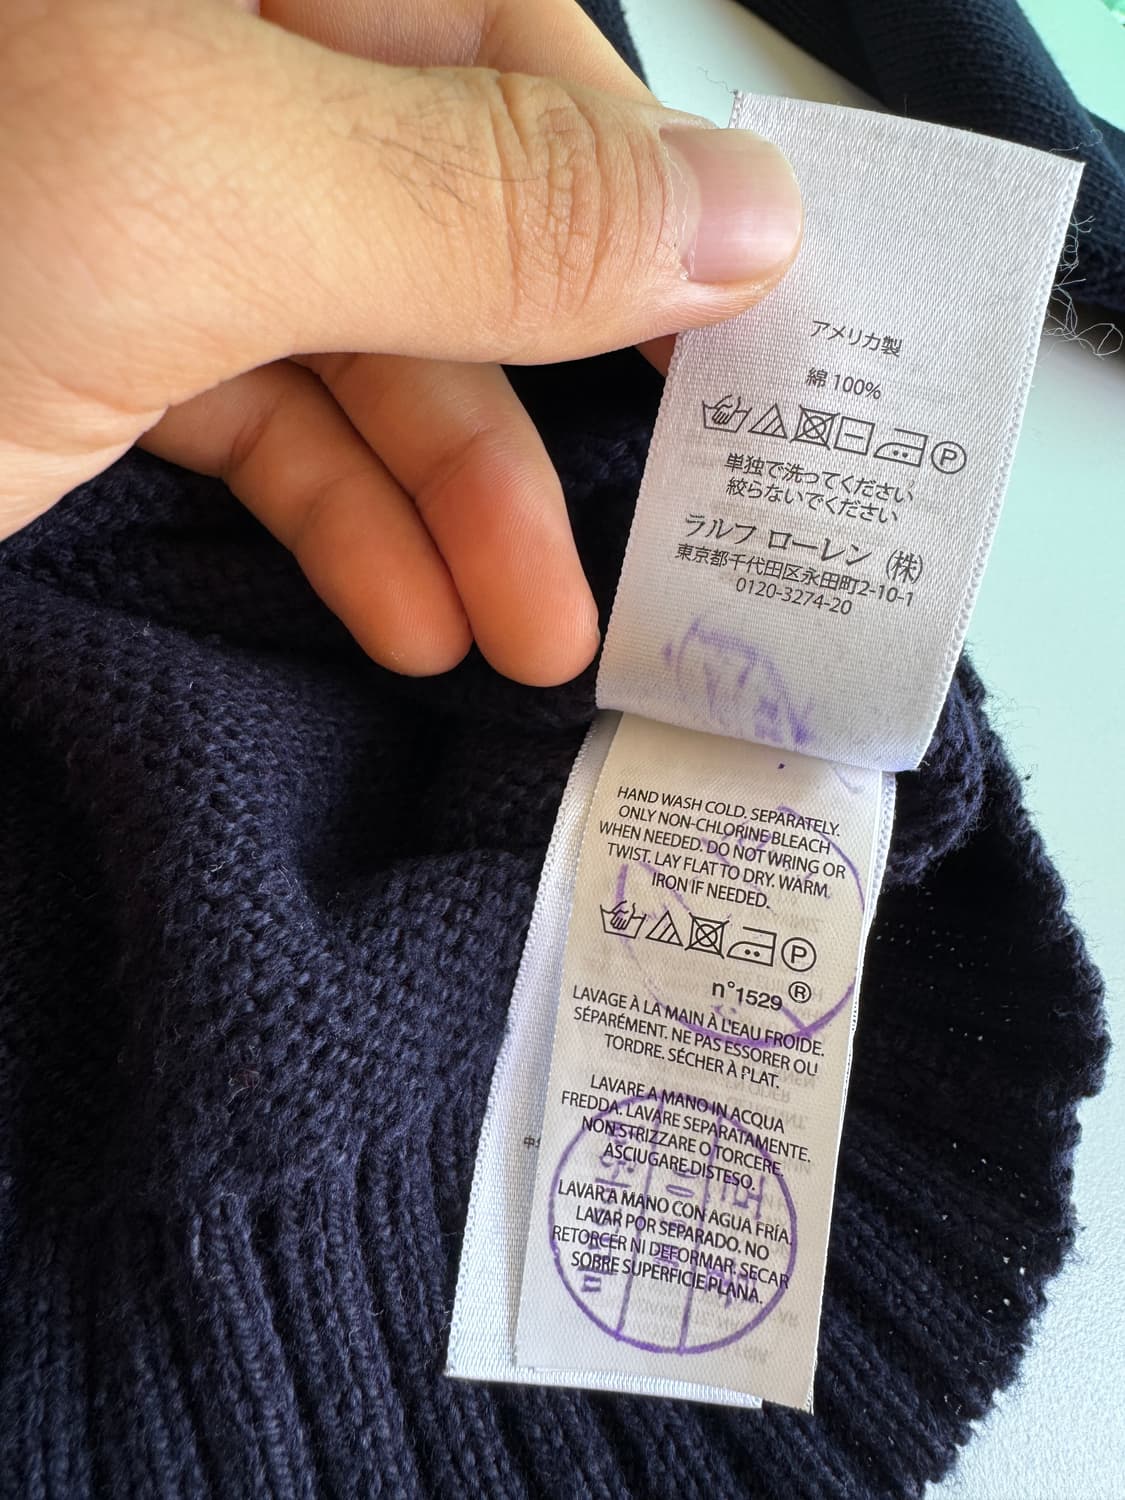 アメリカ製
綿 100%
P
単独で洗ってください
絞らないでください
ラルフ ローレン (株)
東京都千代田区永田町2-10-1
0120-3274-20
HAND WASH COLD, SEPARATELY.
ONLY NON-CHLORINE BLEACH
WHEN NEEDED. DO NOT WRING OR
TWIST. LAY FLAT TO DRY. WARM
IRON IF NEEDED.
P
n°1529 ®
LAVAGE À LA MAIN À L'EAU FROIDE.
SÉPARÉMENT. NE PAS ESSORER OU
TORDRE. SÉCHER À PLAT.
LAVARE A MANO IN ACQUA
FREDDA. LAVARE SEPARATAMENTE.
NON STRIZZARE O TORCERE.
ASCIUGARE DISTESO.
LAVAR A MANO CON AGUA FRÍA.
LAVAR POR SEPARADO. NO
RETORCER NI DEFORMAR. SECAR
SOBRE SUPERFICIE PLANA.